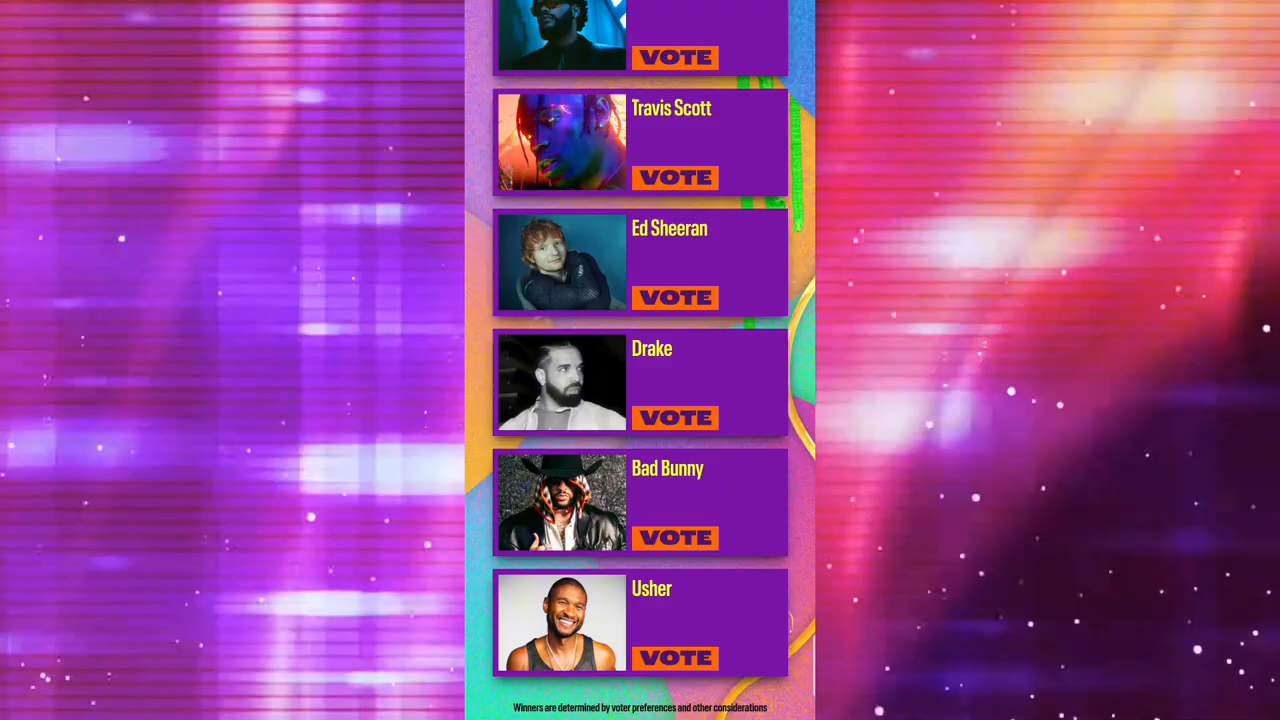 VOTE
Travis Scott
VOTE
Ed Sheeran
VOTE
Drake
VOTE
Bad Bunny
VOTE
Usher
VOTE
Winners are determined by voter preferences and other considerations